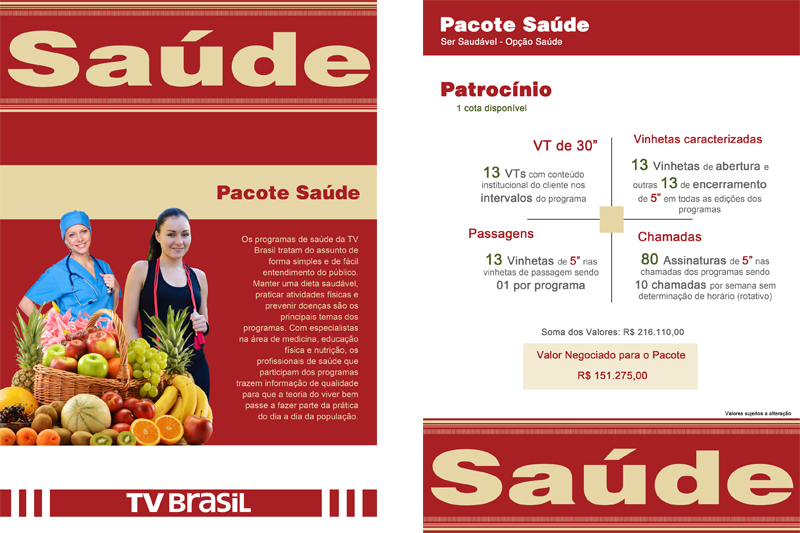 Saúde
Pacote Saúde
Os programas de saúde da TV
Brasil tratam do assunto de
forma simples e de fácil
entendimento do público.
Manter uma dieta saudável,
praticar atividades físicas e
prevenir doenças são os
principais temas dos
programas. Com especialistas
na área de medicina, educação
física e nutrição, os
profissionais de saúde que
participam dos programas
trazem informação de qualidade
para que a teoria do viver bem
passe a fazer parte da prática
do dia a dia da população.
TV BRASIL
Pacote Saúde
Ser Saudável - Opção Saúde
Patrocínio
1 cota disponível
VT de 30”
13 VTs com conteúdo
institucional do cliente nos
intervalos do programa
Vinhetas caracterizadas
13 Vinhetas de abertura e
outras 13 de encerramento
de 5” em todas as edições dos
programas
Passagens
13 Vinhetas de 5” nas
vinhetas de passagem sendo
01 por programa
Chamadas
80 Assinaturas de 5” nas
chamadas dos programas sendo
10 chamadas por semana sem
determinação de horário (rotativo)
Soma dos Valores: R$ 216.110,00
Valor Negociado para o Pacote
R$ 151.275,00
Valores sujeitos a alteração
Saúde